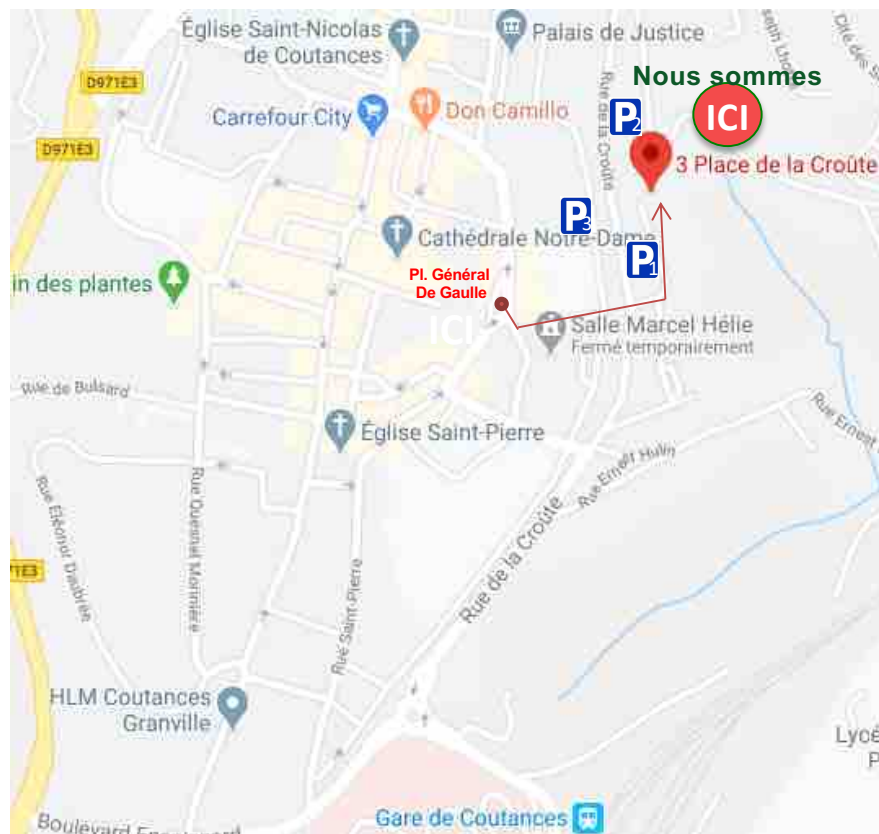 Église Saint-Nicolas
de Coutances
Palais de Justice
D971E3
Nous sommes
ICI
Carrefour City
Don Camillo
P2
Rue de la Croûte
D971E3
3 Place de la Croûte
P3
Cathédrale Notre-Dame
P1
in des plantes
Pl. Général
De Gaulle
ICI
Salle Marcel Hélie
Fermé temporairement
Rue de Bulsard
Église Saint-Pierre
Rue Ernest
Rue Ernest Hulin
Rue Quesnel Morinière
Rue Éléonor Daubrée
Rue de la Croûte
71E3
Rue Saint-Pierre
HLM Coutances
Granville
Lycé
P
Gare de Coutances
Boulevard
Cité des